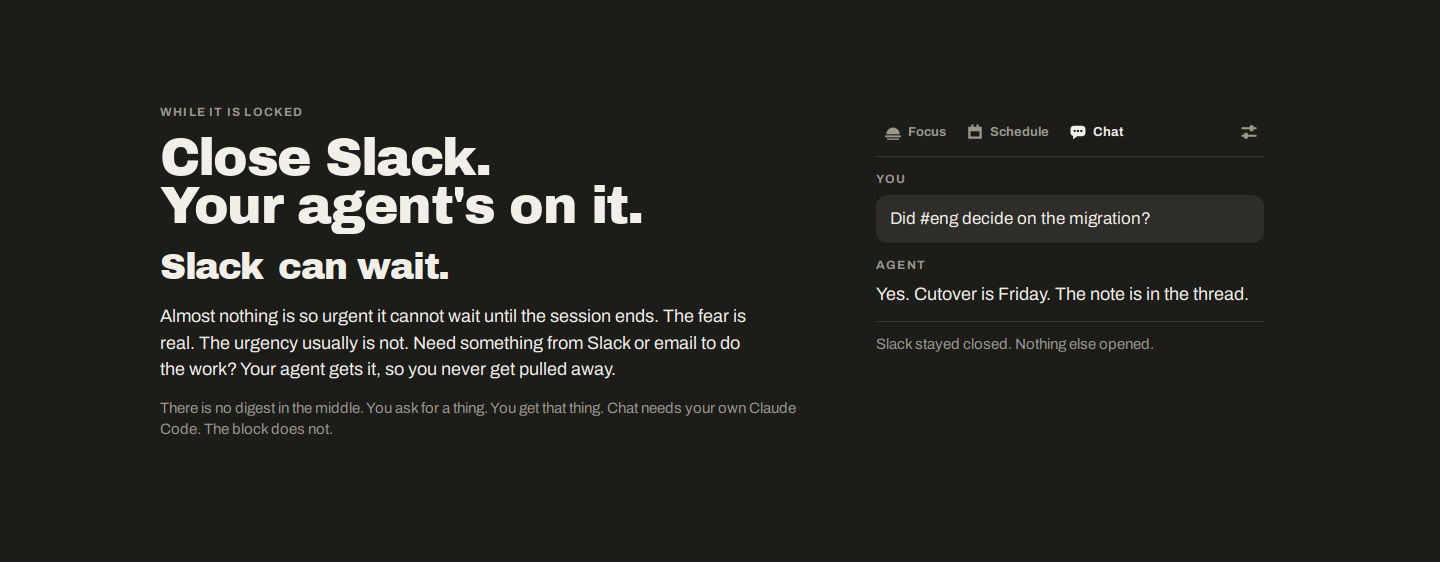 WHILE IT IS LOCKED
Close Slack.
Your agent's on it.
Slack can wait.
Almost nothing is so urgent it cannot wait until the session ends. The fear is
real. The urgency usually is not. Need something from Slack or email to do
the work? Your agent gets it, so you never get pulled away.
There is no digest in the middle. You ask for a thing. You get that thing. Chat needs your own Claude
Code. The block does not.
Focus Schedule Chat
YOU
Did #eng decide on the migration?
AGENT
Yes. Cutover is Friday. The note is in the thread.
Slack stayed closed. Nothing else opened.